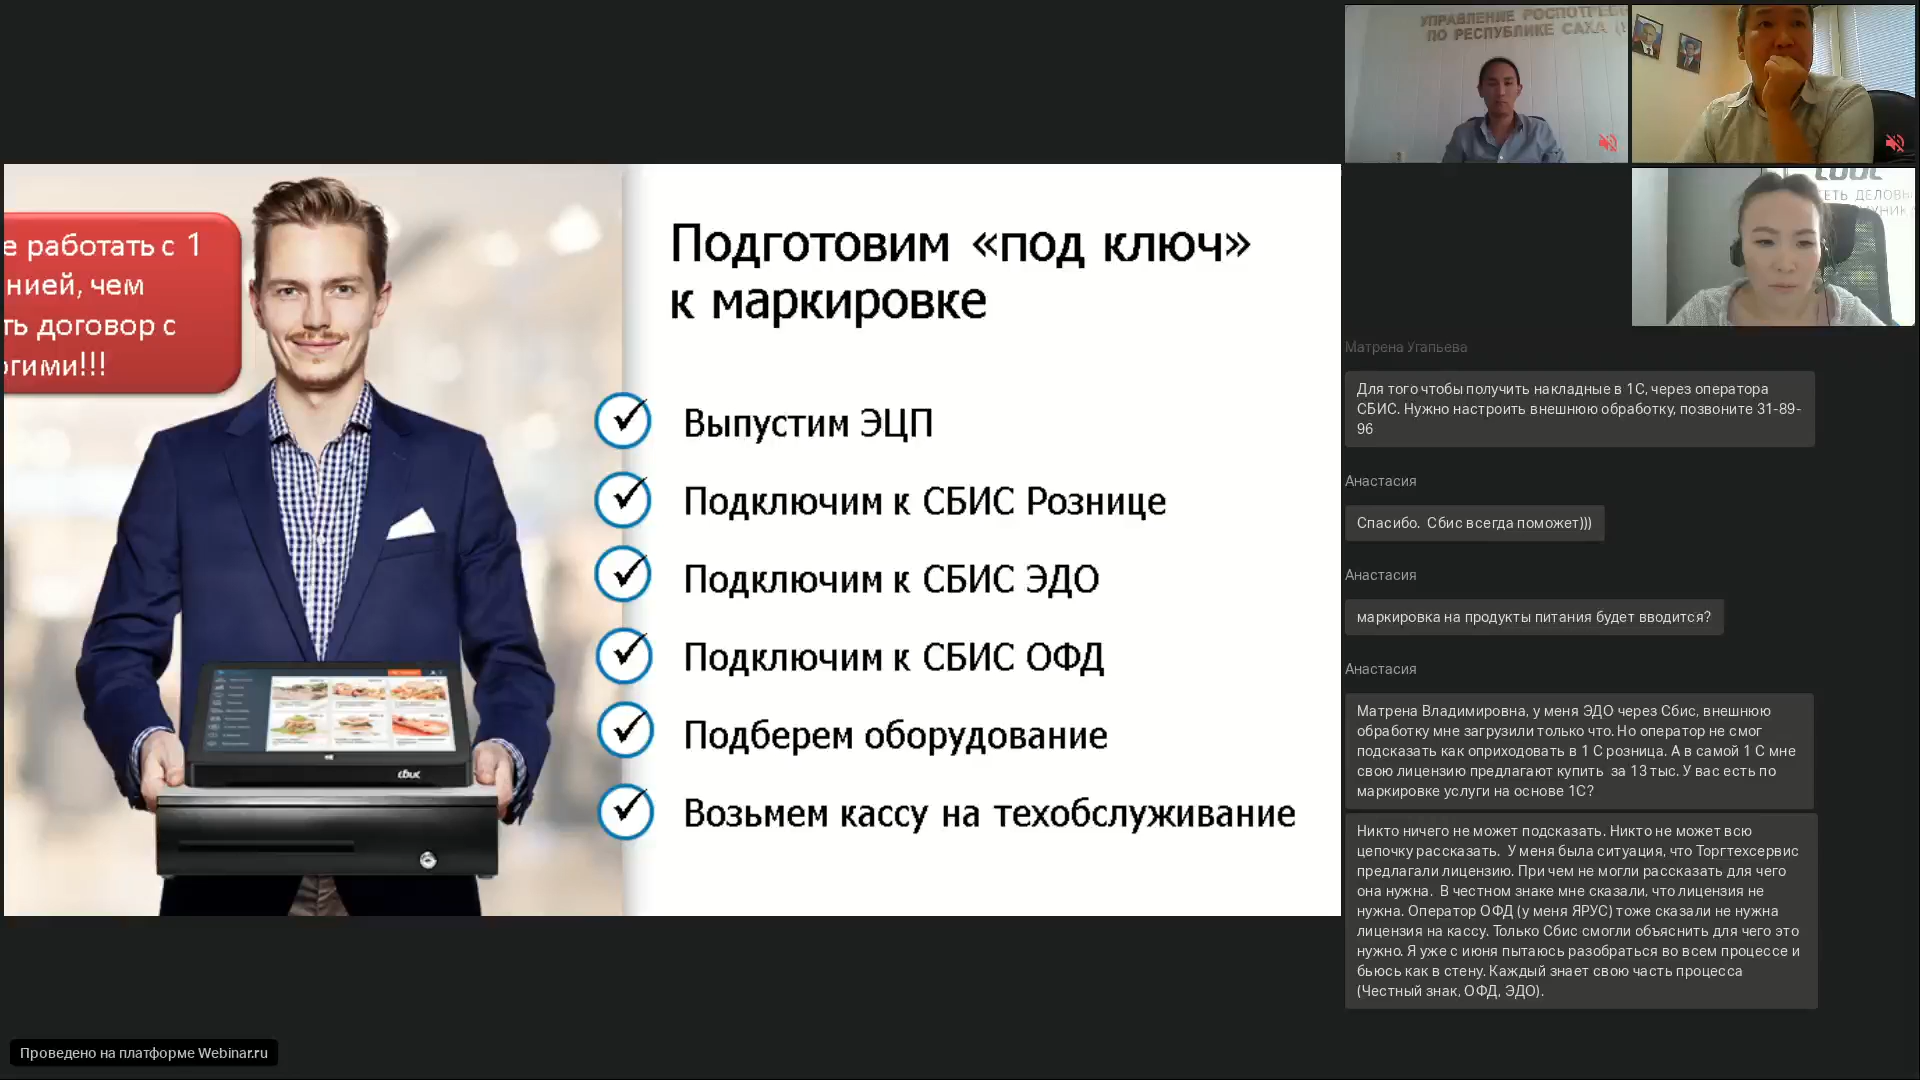 е работать с 1
нией, чем
ть договор с
огими!!!
Подготовим «под ключ»
к маркировке
Выпустим ЭЦП
Подключим к СБИС Рознице
Подключим к СБИС ЭДО
Подключим к СБИС ОФД
Подберем оборудование
Возьмем кассу на техобслуживание
сбис
УПРАВЛЕНИЕ РОСПОТРЕБ
ПО РЕСПУБЛИКЕ САХА (
ЕТЬ ДЕЛОВЫ
Матрена Угапьева
Для того чтобы получить накладные в 1С, через оператора
СБИС. Нужно настроить внешнюю обработку, позвоните 31-89-
96
Анастасия
Спасибо. Сбис всегда поможет)))
Анастасия
маркировка на продукты питания будет вводится?
Анастасия
Матрена Владимировна, у меня ЭДО через Сбис, внешнюю
обработку мне загрузили только что. Но оператор не смог
подсказать как оприходовать в 1 С розница. А в самой 1 С мне
свою лицензию предлагают купить за 13 тыс. У вас есть по
маркировке услуги на основе 1С?
Никто ничего не может подсказать. Никто не может всю
цепочку рассказать. У меня была ситуация, что Торгтехсервис
предлагали лицензию. При чем не могли рассказать для чего
она нужна. В честном знаке мне сказали, что лицензия не
нужна. Оператор ОФД (у меня ЯРУС) тоже сказали не нужна
лицензия на кассу. Только Сбис смогли объяснить для чего это
нужно. Я уже с июня пытаюсь разобраться во всем процессе и
бьюсь как в стену. Каждый знает свою часть процесса
(Честный знак, ОФД, ЭДО).
Проведено на платформе Webinar.ru